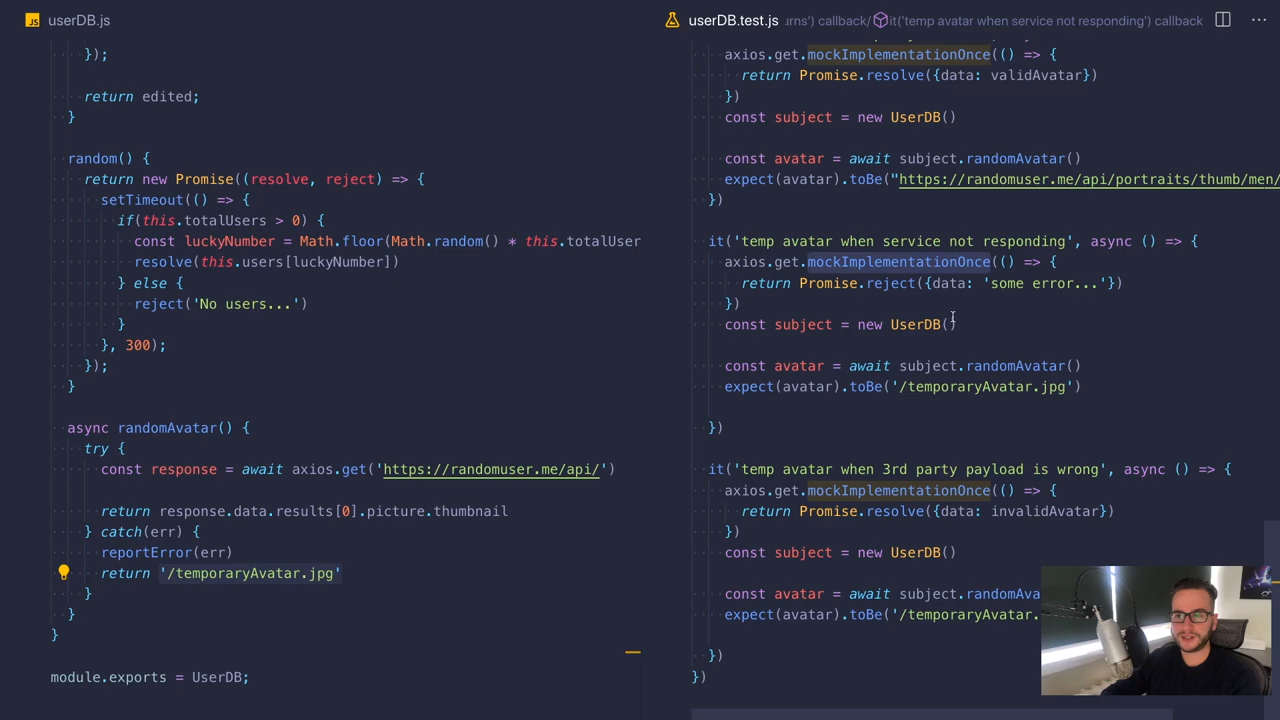 JS userDB.js
});
return edited;
}
random() {
return new Promise((resolve, reject) => {
setTimeout(() => {
if(this.totalUsers > 0) {
const luckyNumber = Math.floor(Math.random() * this.totalUser
resolve(this.users[luckyNumber])
} else {
reject('No users...')
}
}, 300);
});
}
async randomAvatar() {
try {
const response = await axios.get('https://randomuser.me/api/')
return response.data.results[0].picture.thumbnail
} catch(err) {
reportError(err)
return '/temporaryAvatar.jpg'
}
}
}
module.exports = UserDB;
userDB.test.js urns') callback/ it('temp avatar when service not responding') callback
axios.get.mockImplementationOnce(() => {
return Promise.resolve({data: validAvatar})
})
const subject = new UserDB()
const avatar = await subject.randomAvatar()
expect(avatar).toBe("https://randomuser.me/api/portraits/thumb/men/
})
it('temp avatar when service not responding', async () => {
axios.get.mockImplementationOnce(() => {
return Promise.reject({data: 'some error...'})
})
const subject = new UserDB()
const avatar = await subject.randomAvatar()
expect(avatar).toBe('/temporaryAvatar.jpg')
})
it('temp avatar when 3rd party payload is wrong', async () => {
axios.get.mockImplementationOnce(() => {
return Promise.resolve({data: invalidAvatar})
})
const subject = new UserDB()
const avatar = await subject.randomAva
expect(avatar).toBe('/temporaryAvatar.
})
})